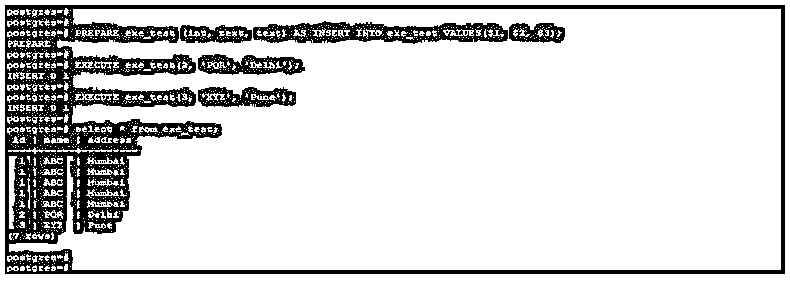 postgres=#
postgres=#
postgres=# PREPARE exe_test (int, text, text) AS INSERT INTO exe_test VALUES($1, $2, $3);
PREPARE
postgres=#
postgres=# EXECUTE exe_test(2, 'PQR', 'Delhi');
INSERT 0 1
postgres=#
postgres=# EXECUTE exe_test(3, 'XYZ', 'Pune');
INSERT 0 1
postgres=#
postgres=# select * from exe_test;
id | name | address
1 | ABC | Mumbai
1 | ABC | Mumbai
1 | ABC | Mumbai
1 | ABC | Mumbai
1 | ABC | Mumbai
2 | PQR | Delhi
3 | XYZ | Pune
(7 rows)
postgres=#
postgres=#